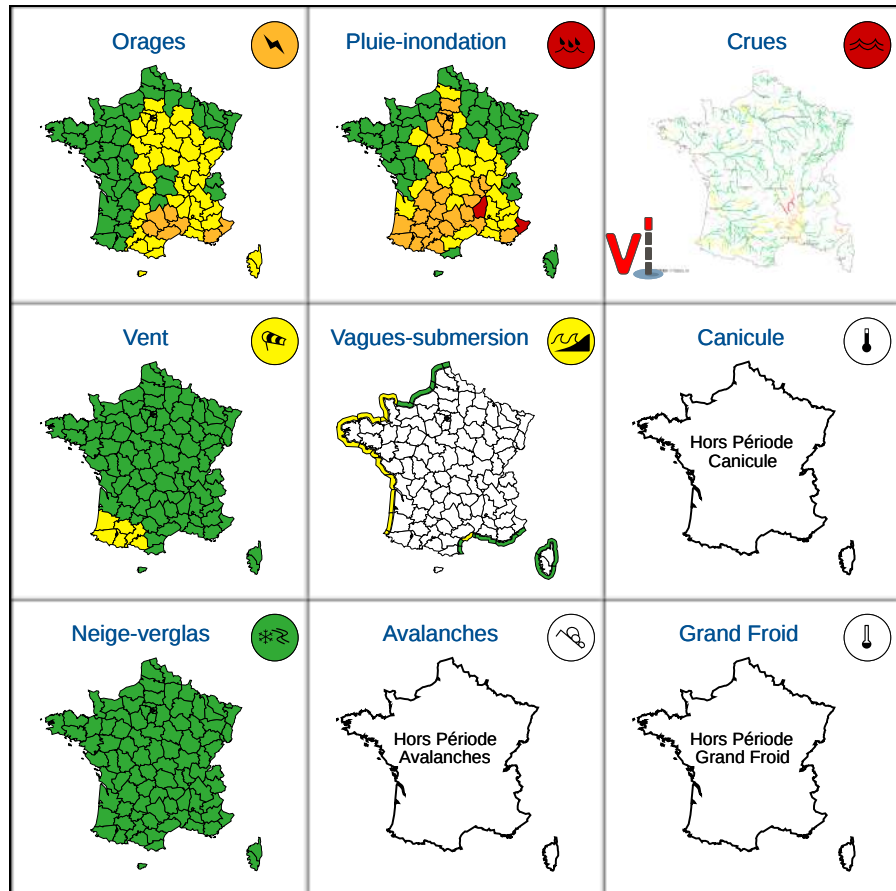 Orages
Pluie-inondation
Crues
Vi
Vent
Vagues-submersion
Canicule
Hors Période
Canicule
Neige-verglas
Avalanches
Grand Froid
Hors Période
Avalanches
Hors Période
Grand Froid